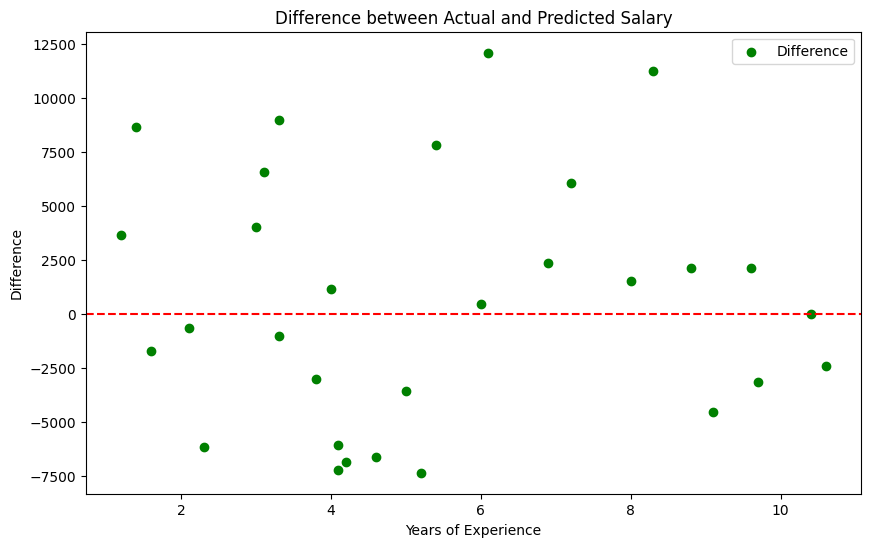 Difference between Actual and Predicted Salary
Difference
12500
10000
7500
5000
2500
0
−2500
−5000
−7500
Difference
2 4 6 8 10
Years of Experience